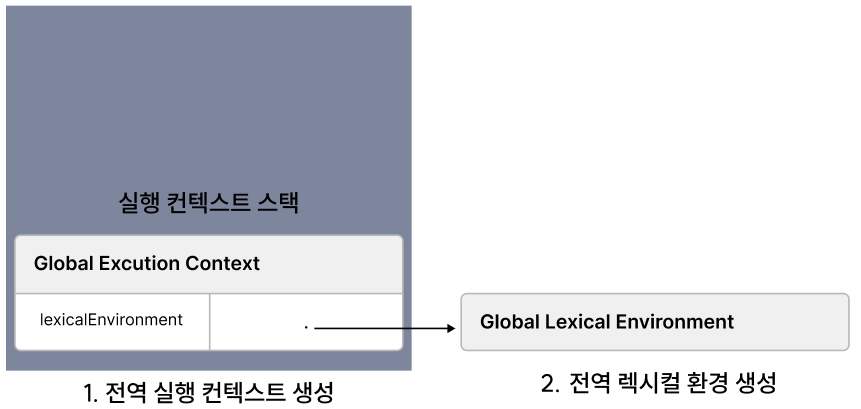 실행 컨텍스트 스택
Global Excution Context
lexicalEnvironment
Global Lexical Environment
1. 전역 실행 컨텍스트 생성
2. 전역 렉시컬 환경 생성